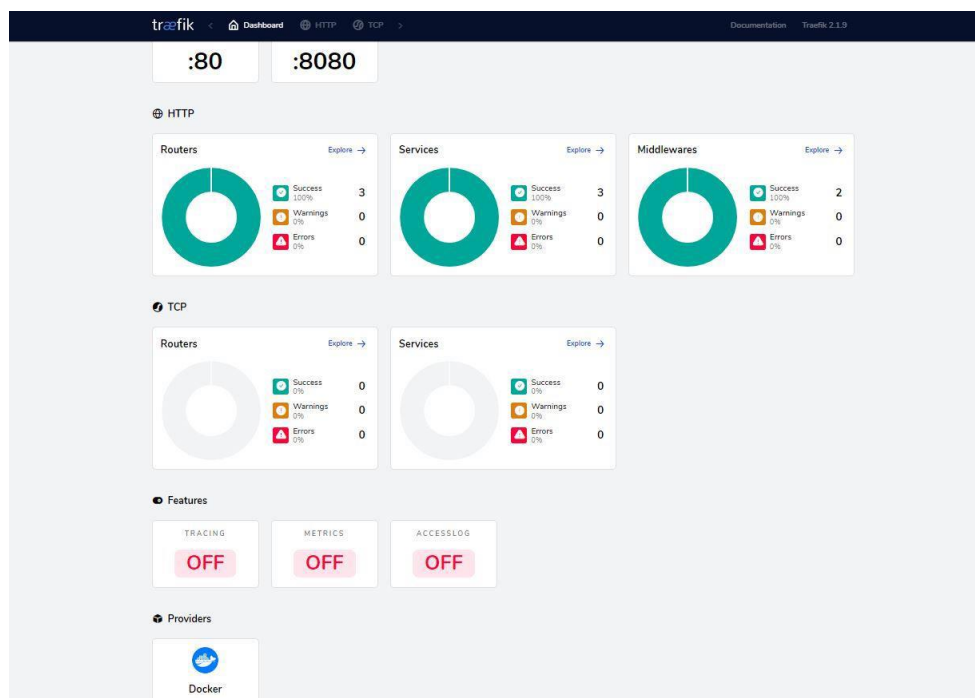 træfik < Dashboard HTTP TCP > Documentation Traefik 2.1.9
:80 :8080
HTTP
Routers Explore → Services Explore → Middlewares Explore →
Success 3 Success 3 Success 2
100% 100% 100%
Warnings 0 Warnings 0 Warnings 0
0% 0% 0%
Errors 0 Errors 0 Errors 0
0% 0% 0%
TCP
Routers Explore → Services Explore →
Success 0 Success 0
0% 0%
Warnings 0 Warnings 0
0% 0%
Errors 0 Errors 0
0% 0%
Features
TRACING METRICS ACCESSLOG
OFF OFF OFF
Providers
Docker